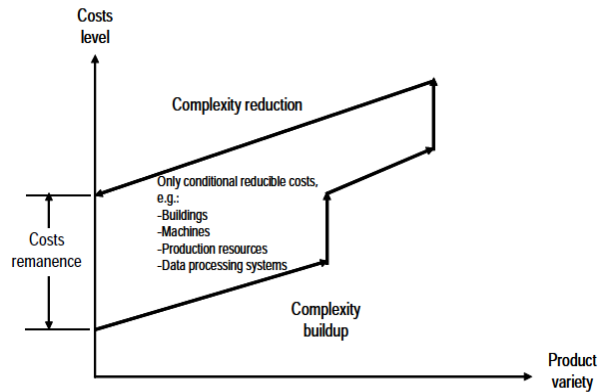 Costs
level
Complexity reduction
Only conditional reducible costs,
e.g.:
-Buildings
-Machines
-Production resources
-Data processing systems
Costs
remanence
Complexity
buildup
Product
variety